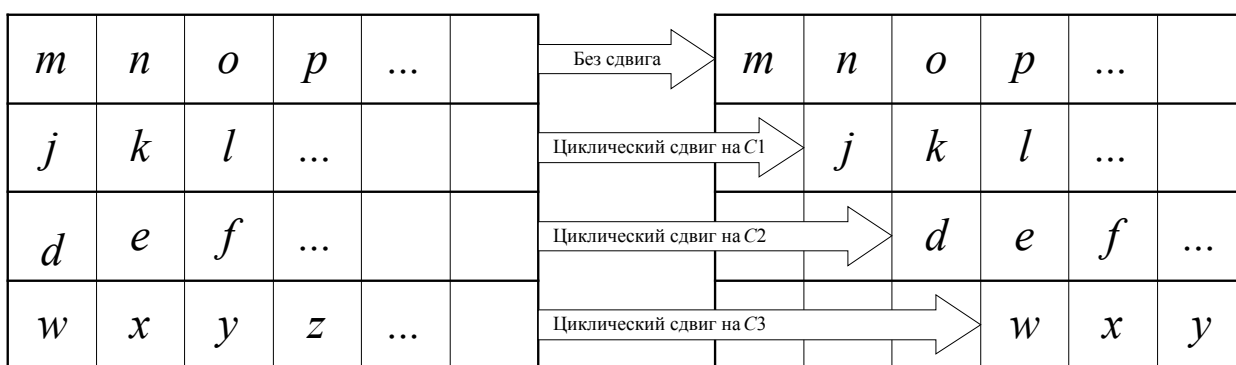 m n o p ... Без сдвига m n o p ...
j k l ... Циклический сдвиг на C1 j k l ...
d e f ... Циклический сдвиг на C2 d e f ...
w x y z ... Циклический сдвиг на C3 w x y